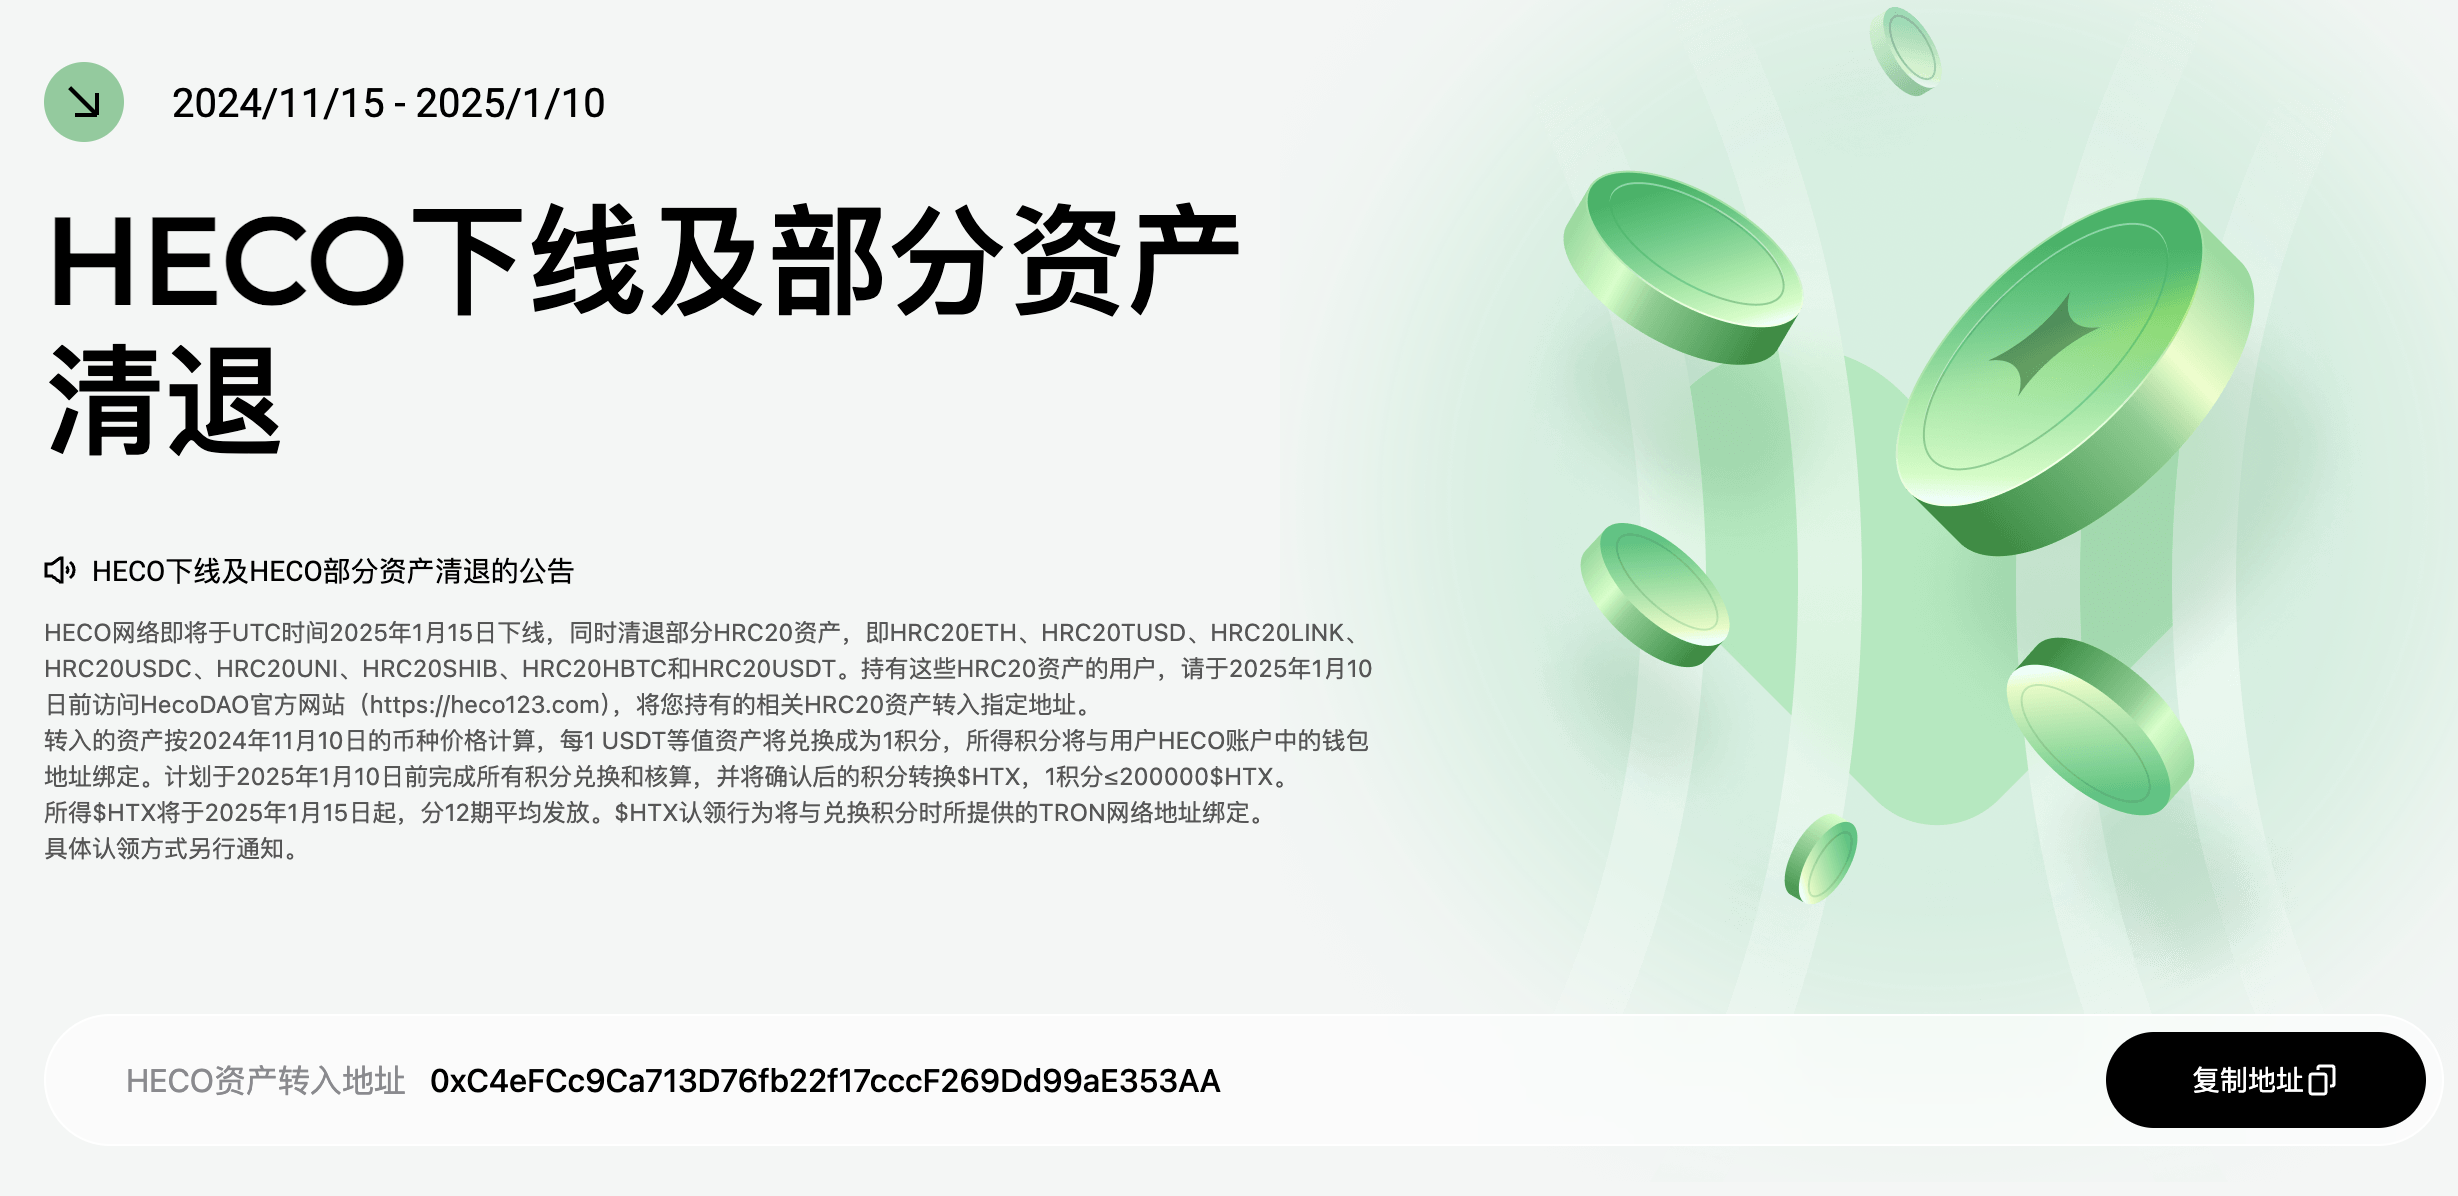 2024/11/15 - 2025/1/10
HECO下线及部分资产
清退
HECO下线及HECO部分资产清退的公告
HECO网络即将于UTC时间2025年1月15日下线，同时清退部分HRC20资产，即HRC20ETH、HRC20TUSD、HRC20LINK、
HRC20USDC、HRC20UNI、HRC20SHIB、HRC20HBTC和HRC20USDT。持有这些HRC20资产的用户，请于2025年1月10
日前访问HecoDAO官方网站（https://heco123.com），将您持有的相关HRC20资产转入指定地址。
转入的资产按2024年11月10日的币种价格计算，每1 USDT等值资产将兑换成为1积分，所得积分将与用户HECO账户中的钱包
地址绑定。计划于2025年1月10日前完成所有积分兑换和核算，并将确认后的积分转换$HTX，1积分≤200000$HTX。
所得$HTX将于2025年1月15日起，分12期平均发放。$HTX认领行为将与兑换积分时所提供的TRON网络地址绑定。
具体认领方式另行通知。
HECO资产转入地址 0xC4eFCc9Ca713D76fb22f17cccF269Dd99aE353AA
复制地址